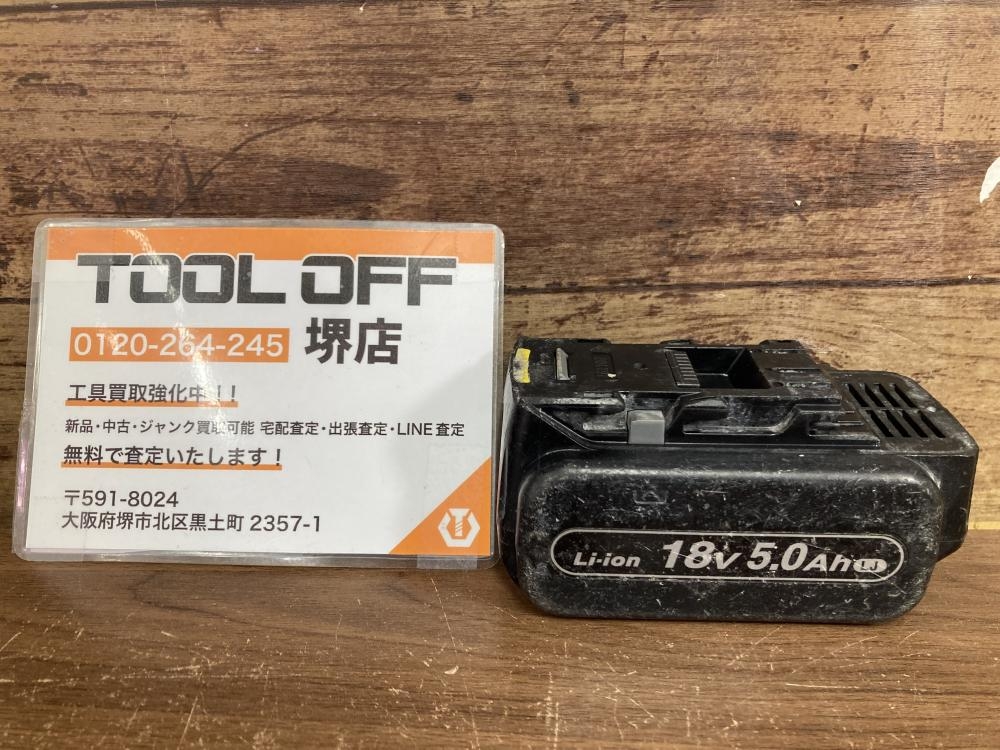 TOOL OFF
0120-264-245 堺店
工具買取強化中！！
新品・中古・ジャンク買取可能 宅配査定・出張査定・LINE査定
無料で査定いたします！
〒591-8024
大阪府堺市北区黒土町 2357-1
Li-ion 18V 5.0Ah LJ